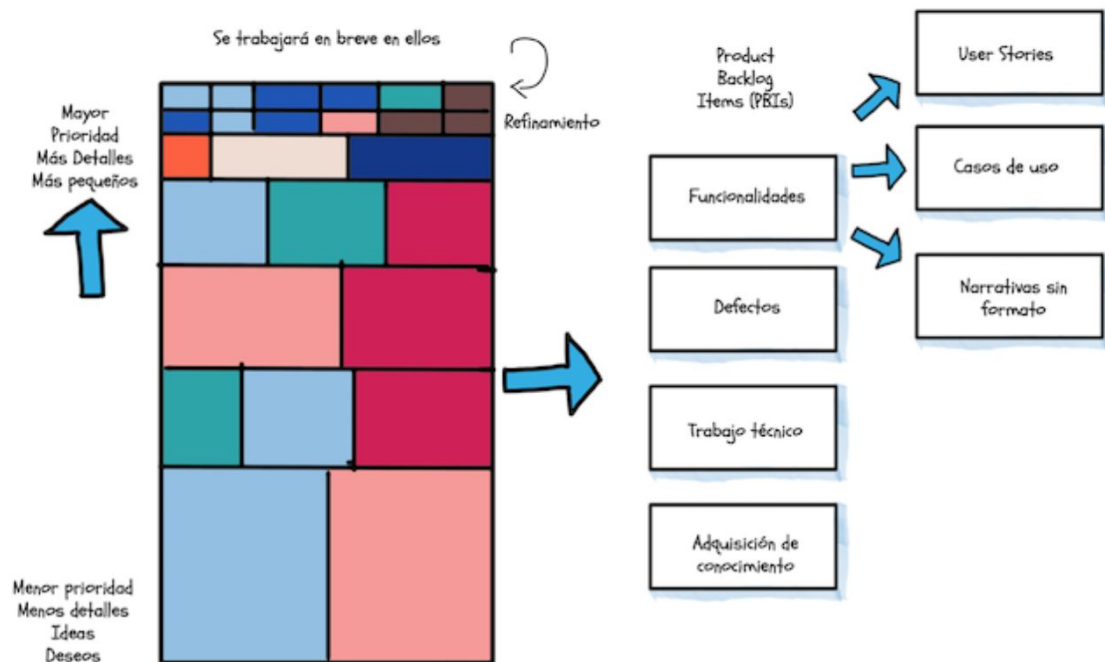 Se trabajará en breve en ellos
Mayor
Prioridad
Más Detalles
Más pequeños
Refinamiento
Menor prioridad
Menos detalles
Ideas
Deseos
Product
Backlog
Items (PBIs)
Funcionalidades
Defectos
Trabajo técnico
Adquisición de
conocimiento
User Stories
Casos de uso
Narrativas sin
formato